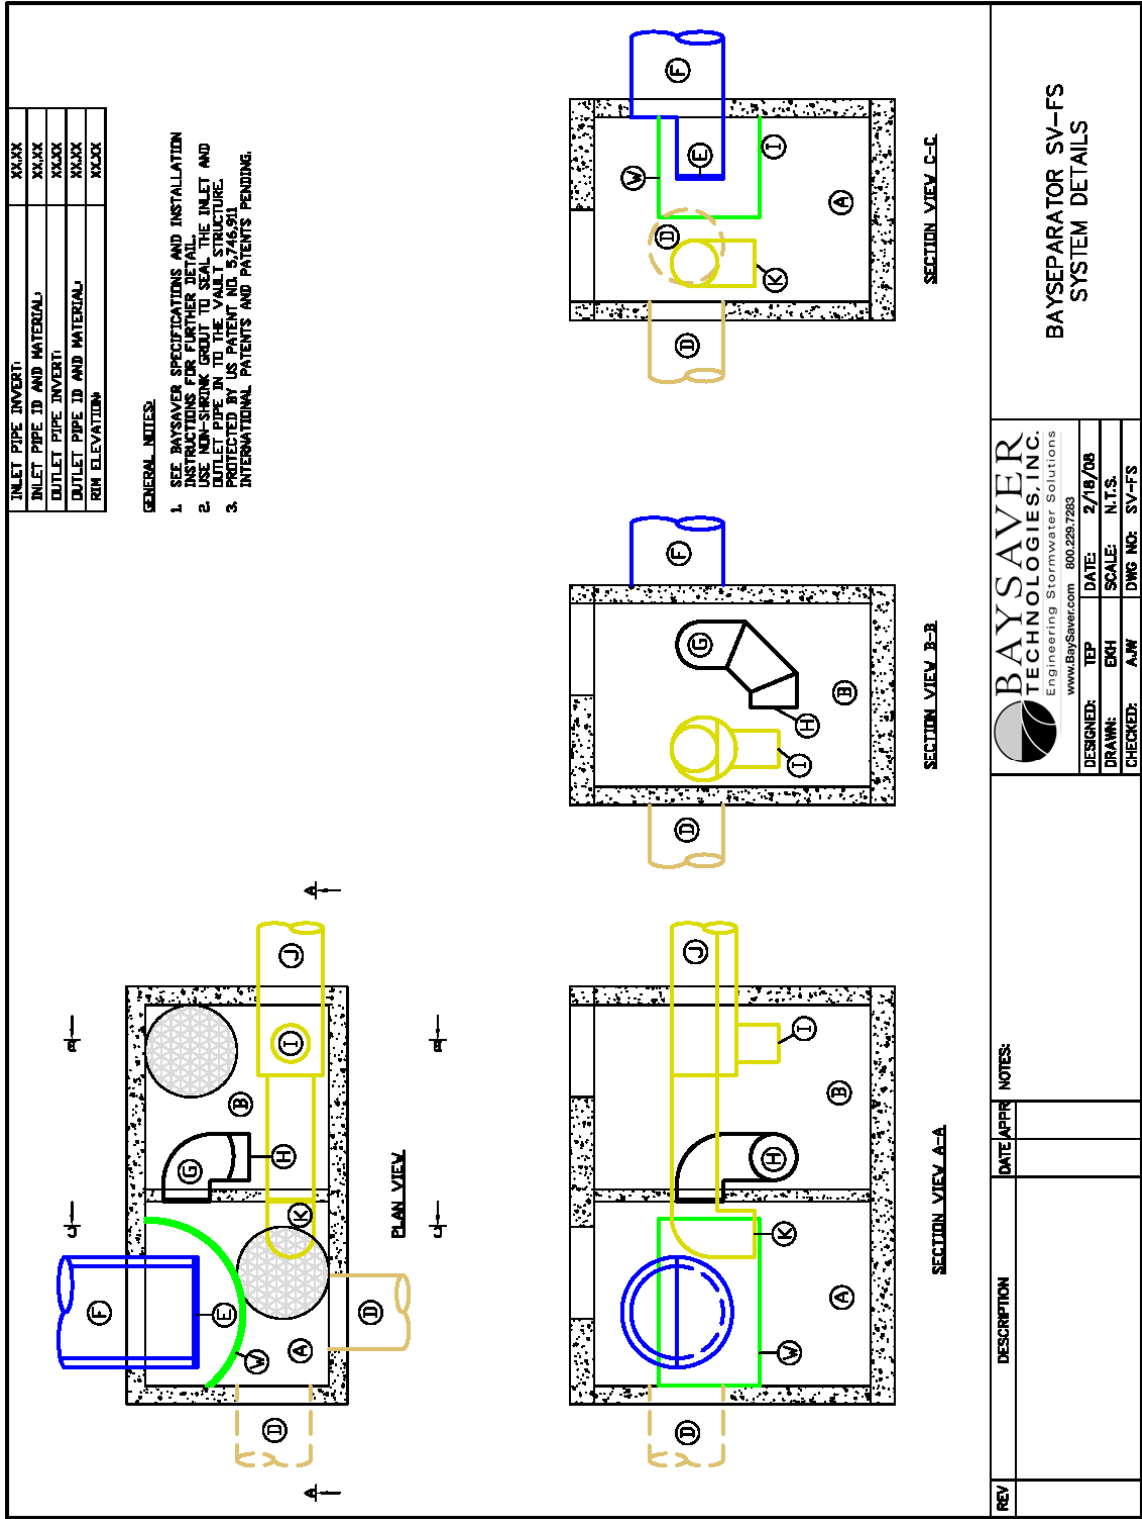 INLET PIPE INVERT: XX.XX
INLET PIPE ID AND MATERIAL: XX.XX
OUTLET PIPE INVERT: XX.XX
OUTLET PIPE ID AND MATERIAL: XX.XX
RIM ELEVATION: XX.XX
GENERAL NOTES:
1. SEE BAYSAVER SPECIFICATIONS AND INSTALLATION
INSTRUCTIONS FOR FURTHER DETAIL.
2. USE NON-SHRINK GROUT TO SEAL THE INLET AND
OUTLET PIPE IN TO THE VAULT STRUCTURE.
3. PROTECTED BY US PATENT NO. 5,746,911
INTERNATIONAL PATENTS AND PATENTS PENDING.
C C
B B
A A
F
E
W
A
D
D
G
H
B
K
I
J
PLAN VIEW
D
W
A
K
H
B
I
J
SECTION VIEW A-A
D
I
H
B
G
F
SECTION VIEW B-B
D
D
K
W
E
I
A
F
SECTION VIEW C-C
REV
DESCRIPTION
DATE
APPR
NOTES:
BAYSAVER
TECHNOLOGIES, INC.
Engineering Stormwater Solutions
www.BaySaver.com 800.229.7283
DESIGNED: TEP DATE: 2/18/08
DRAWN: EKH SCALE: N.T.S.
CHECKED: AJW DWG NO: SV-FS
BAYSEPARATOR SV-FS
SYSTEM DETAILS